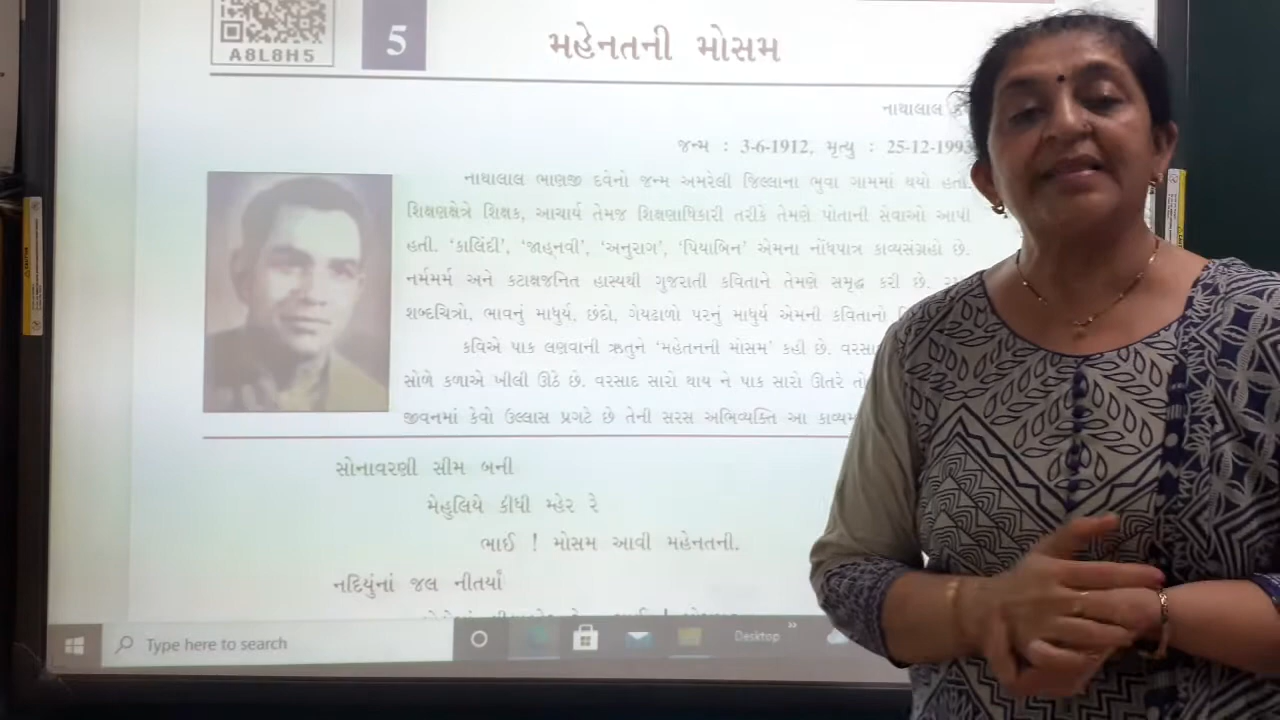 A8L8H5
5
મહેનતની મોસમ
નાથાલાલ
જન્મ : 3-6-1912, મૃત્યુ : 25-12-1993
નાથાલાલ ભાણજી દવેનો જન્મ અમરેલી જિલ્લાના ભુવા ગામમાં થયો હતો.
શિક્ષણક્ષેત્રે શિક્ષક, આચાર્ય તેમજ શિક્ષણાધિકારી તરીકે તેમણે પોતાની સેવાઓ આપી
હતી. ‘કાલિંદી’, ‘જાહ્નવી’, ‘અનુરાગ’, ‘પિયાબિન’ એમના નોંધપાત્ર કાવ્યસંગ્રહો છે.
નર્મમર્મ અને કટાક્ષજનિત હાસ્યથી ગુજરાતી કવિતાને તેમણે સમૃદ્ધ કરી છે.
શબ્દચિત્રો, ભાવનું માધુર્ય, છંદો, ગેયઢાળો પરનું માધુર્ય એમની કવિતાનો
કવિએ પાક લણવાની ઋતુને ‘મહેતનની મોસમ’ કહી છે.
સોળે કળાએ ખીલી ઊઠે છે. વરસાદ સારો થાય ને પાક સારો ઊતરે તો
જીવનમાં કેવો ઉલ્લાસ પ્રગટે છે તેની સરસ અભિવ્યક્તિ આ
સોનાવરણી સીમ બની
મેહુલિયે કીધી મ્હેર રે
ભાઈ ! મોસમ આવી મહેનતની.
નદિયુંનાં જલ નીતર્યાં
Type here to search
Desktop